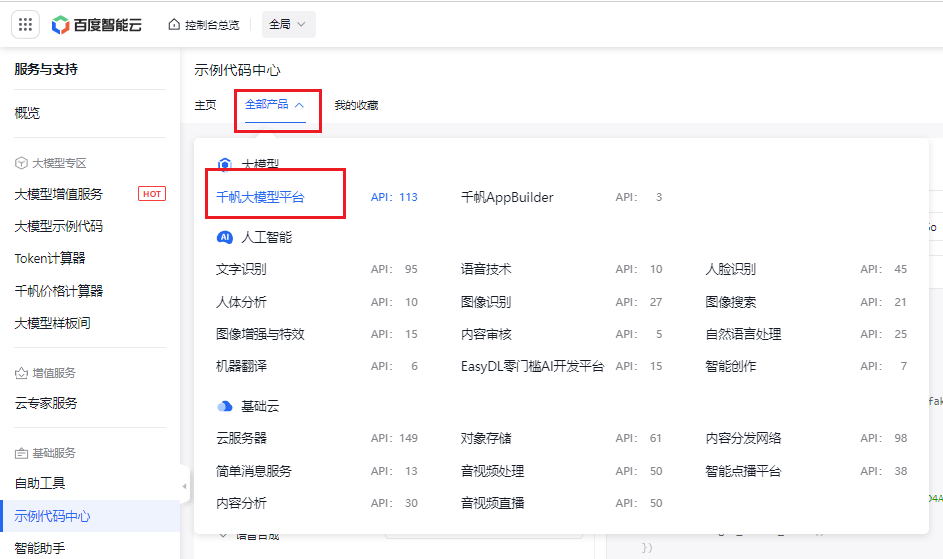 百度智能云 控制台总览 全局
服务与支持
概览
大模型专区
大模型增值服务 HOT
大模型示例代码
Token计算器
千帆价格计算器
大模型样板间
增值服务
云专家服务
基础服务
自助工具
示例代码中心
智能助手
示例代码中心
主页 全部产品 我的收藏
大模型
千帆大模型平台 API: 113 千帆AppBuilder API: 3
人工智能
文字识别 API: 95 语音技术 API: 10 人脸识别 API: 45
人体分析 API: 10 图像识别 API: 27 图像搜索 API: 21
图像增强与特效 API: 15 内容审核 API: 5 自然语言处理 API: 25
机器翻译 API: 6 EasyDL零门槛AI开发平台 API: 15 智能创作 API: 7
基础云
云服务器 API: 149 对象存储 API: 61 内容分发网络 API: 98
简单消息服务 API: 13 音视频处理 API: 50 智能点播平台 API: 38
内容分析 API: 30 音视频直播 API: 50
语音合成
})